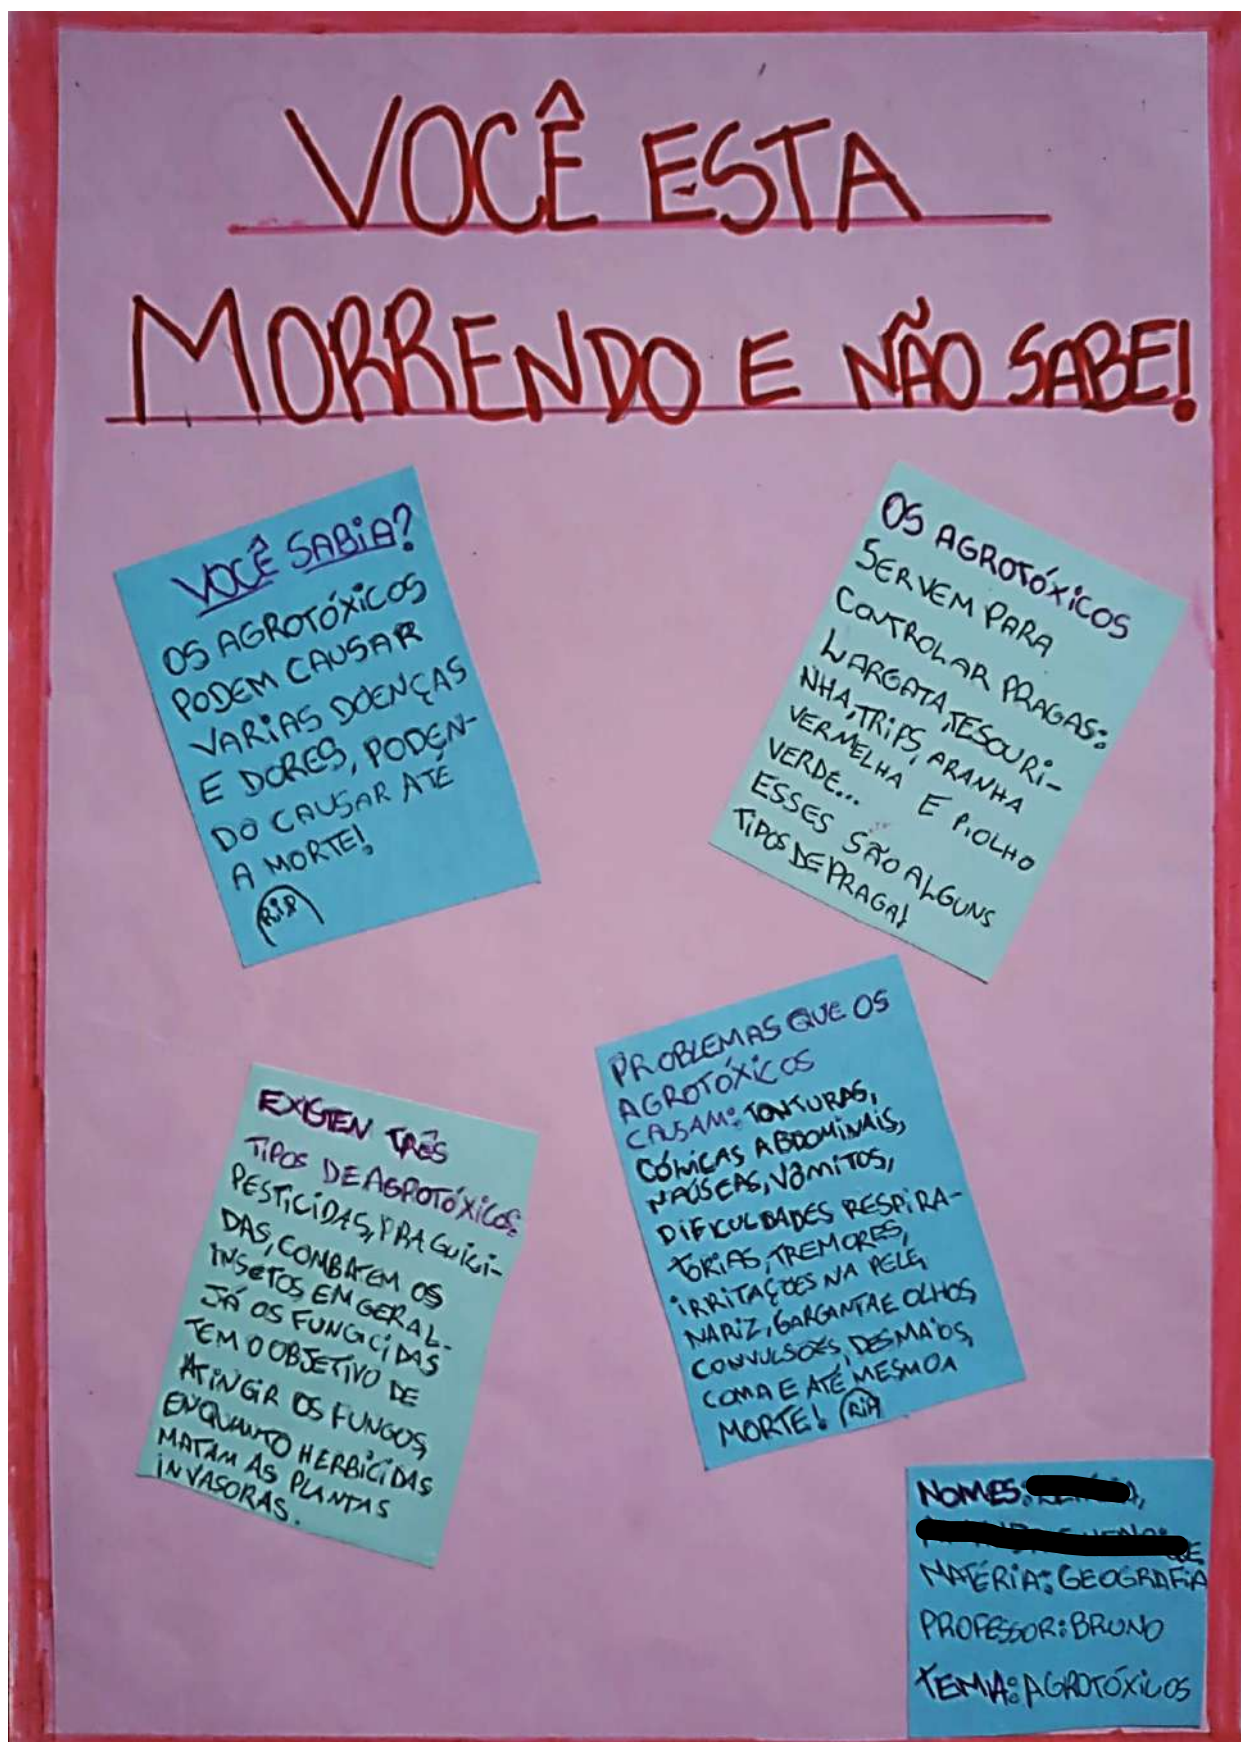 VOCÊ ESTA
MORRENDO E NÃO SABE!
VOCÊ SABIA?
OS AGROTÓXICOS
PODEM CAUSAR
VARIAS DOENÇAS
E DORES, PODEN-
DO CAUSAR ATÉ
A MORTE!
RIP
OS AGROTÓXICOS
SERVEM PARA
CONTROLAR PRAGAS:
LARGATA, TESOURI-
NHA, TRIPS, ARANHA
VERMELHA E PIOLHO
VERDE...
ESSES SÃO ALGUNS
TIPOS DE PRAGA!
EXISTEN TRÊS
TIPOS DE AGROTÓXICOS:
PESTICIDAS, PRAGUICI-
DAS, COMBATEM OS
INSETOS EM GERAL.
JÁ OS FUNGICIDAS
TEM O OBJETIVO DE
ATINGIR OS FUNGOS,
ENQUANTO HERBICIDAS
MATAM AS PLANTAS
INVASORAS.
PROBLEMAS QUE OS
AGROTÓXICOS
CAUSAM: TONTURAS,
CÓLICAS ABDOMINAIS,
NAÚSEAS, VÂMITOS,
DIFICULDADES RESPIRA-
TÓRIAS, TREMORES,
IRRITAÇÕES NA PELE,
NARIZ, GARGANTA E OLHOS,
CONVULSÕES, DESMAIOS,
COMA E ATÉ MESMO A
MORTE! RIP
NOMES:
MATÉRIA: GEOGRAFIA
PROFESSOR: BRUNO
TEMA: AGROTÓXICOS